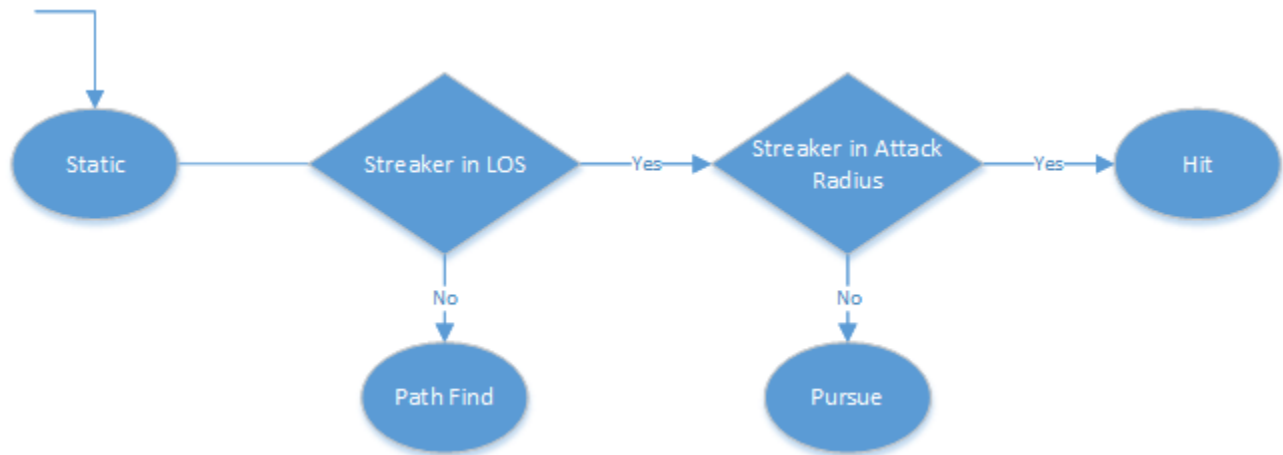 Static
Streaker in LOS
Yes
Streaker in Attack
Radius
Yes
Hit
No
No
Path Find
Pursue